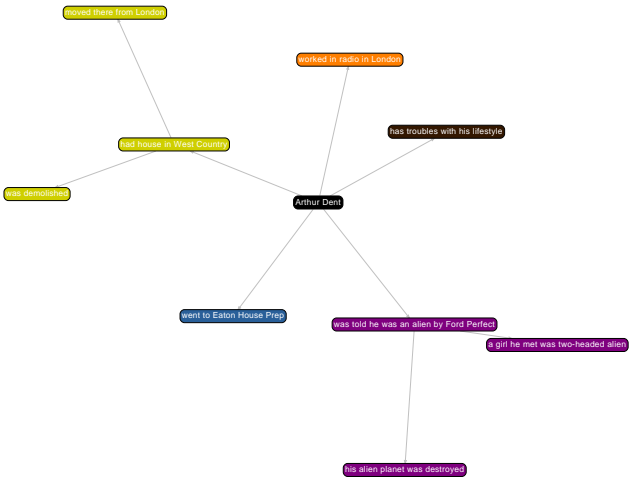 moved there from London
worked in radio in London
has troubles with his lifestyle
had house in West Country
was demolished
Arthur Dent
went to Eaton House Prep
was told he was an alien by Ford Perfect
a girl he met was two-headed alien
his alien planet was destroyed